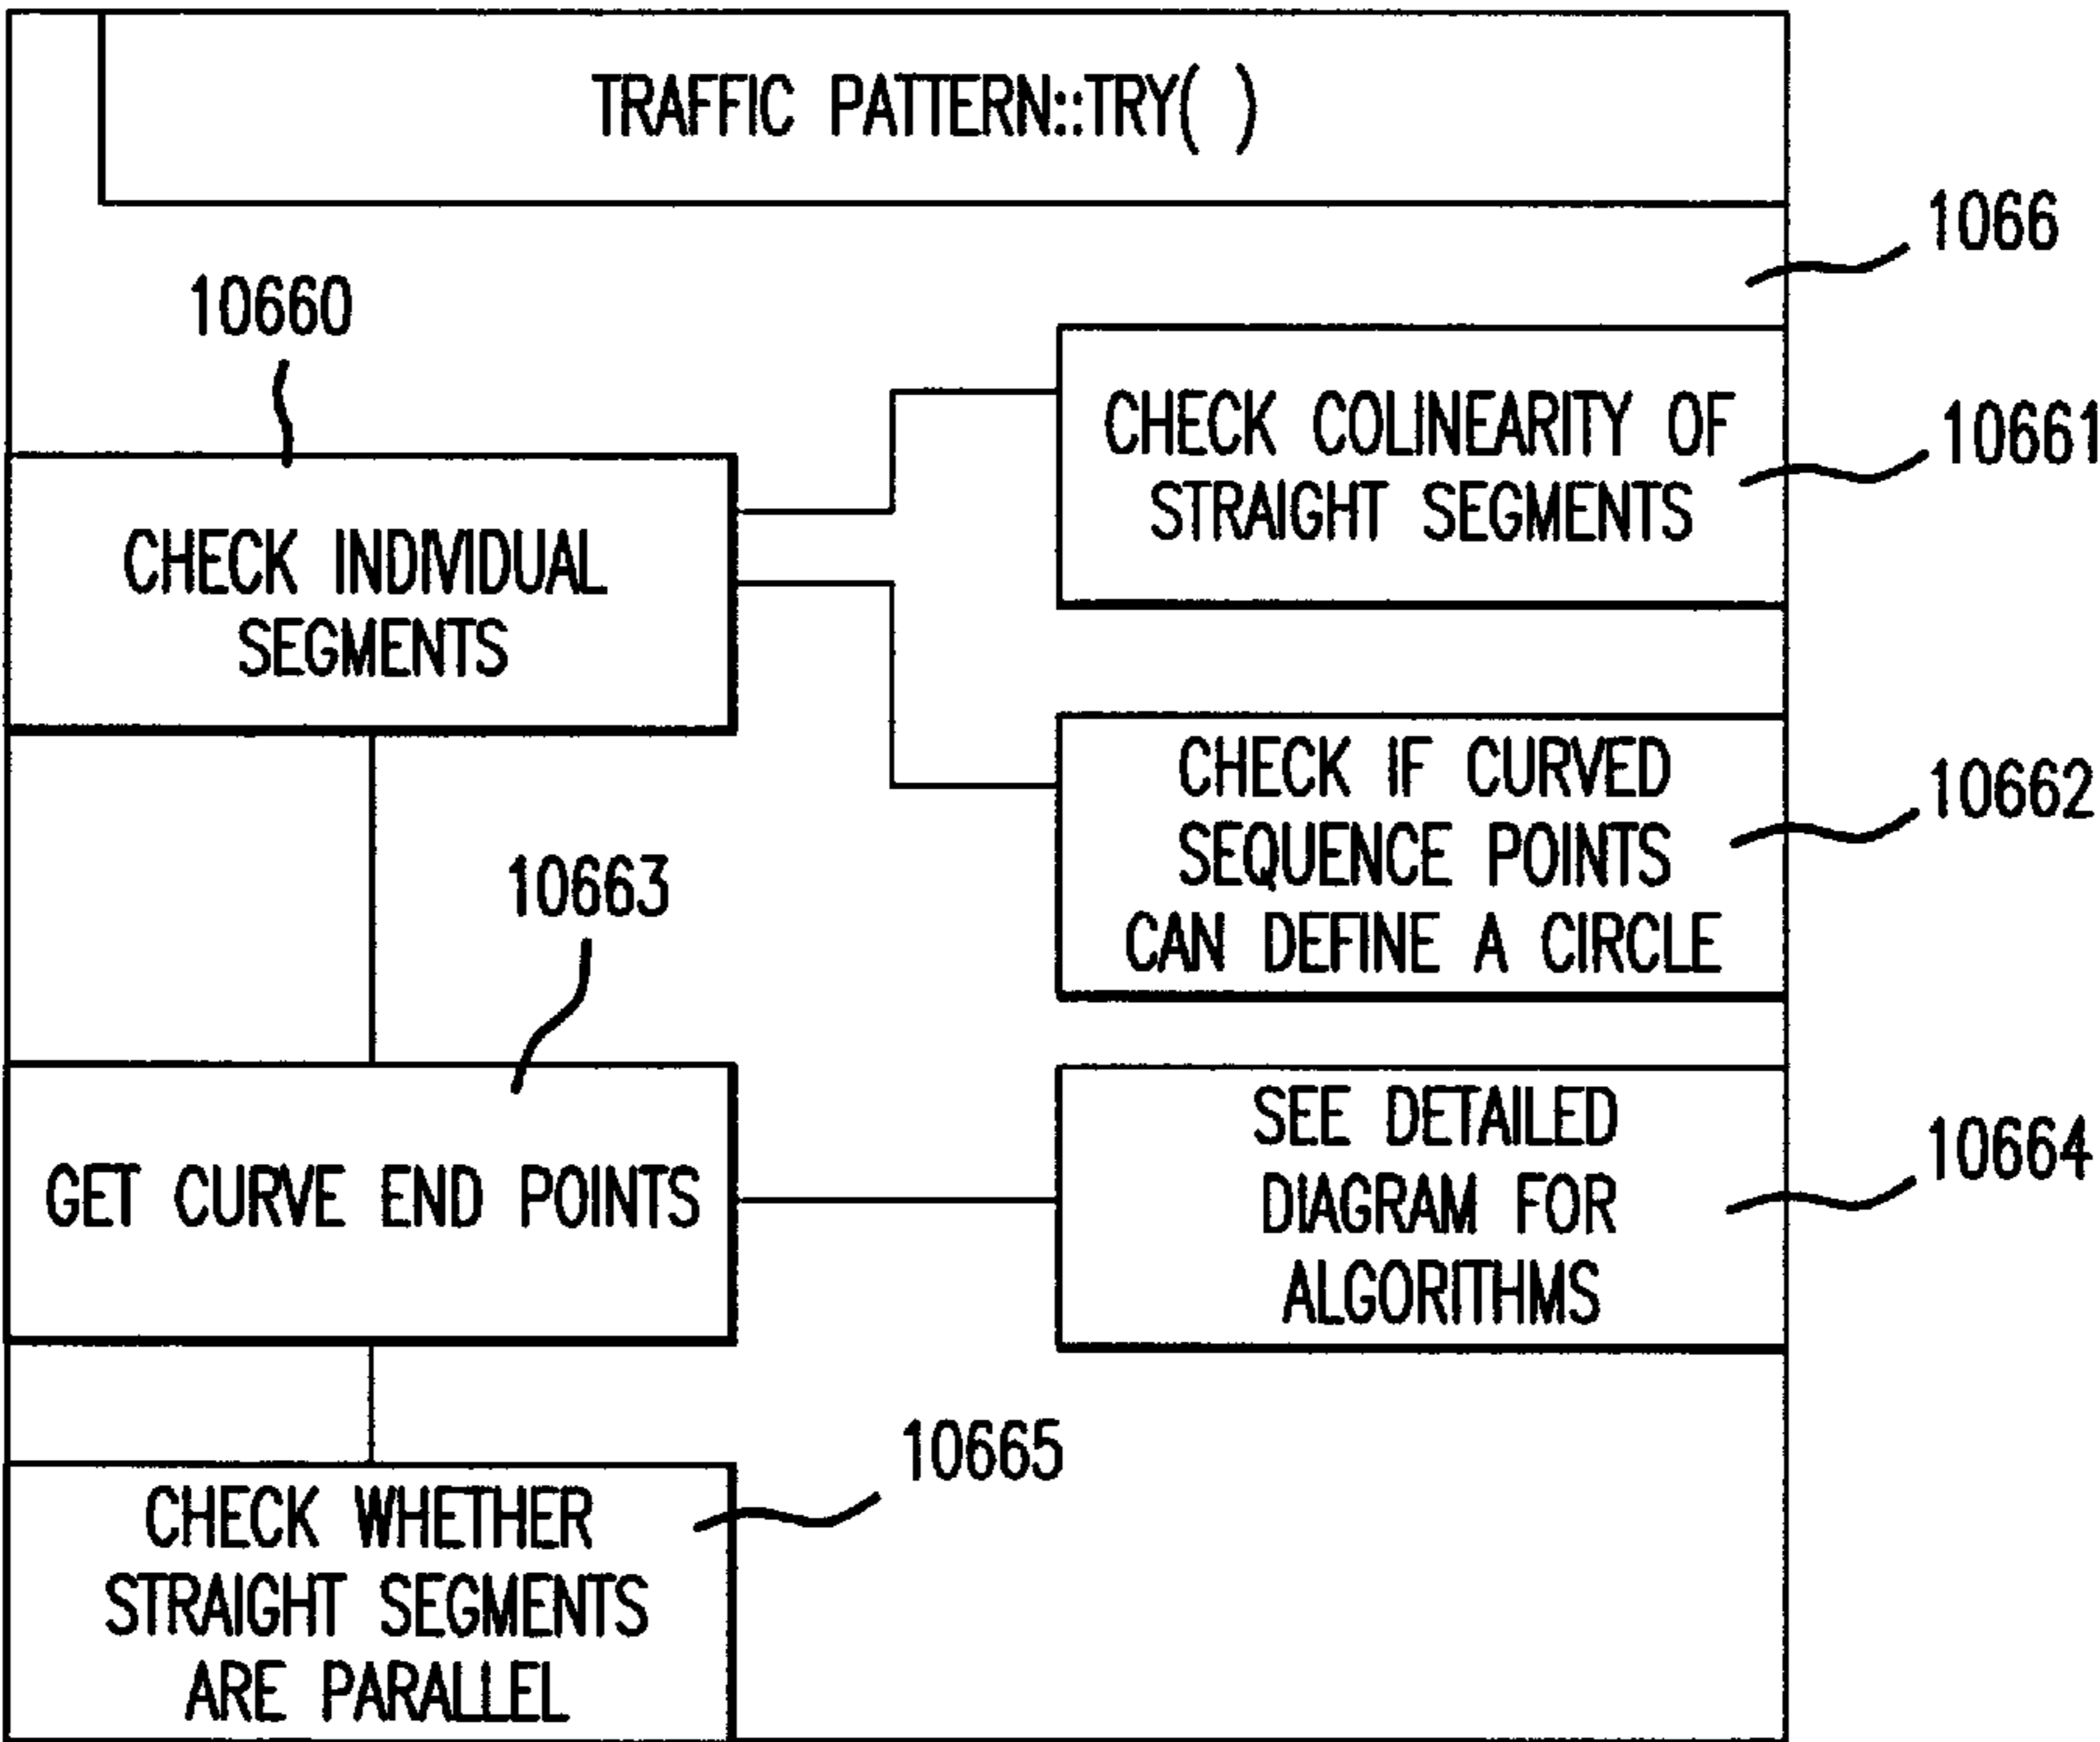 TRAFFIC PATTERN::TRY( )
1066
10660
CHECK COLINEARITY OF
STRAIGHT SEGMENTS
10661
CHECK INDIVIDUAL
SEGMENTS
CHECK IF CURVED
SEQUENCE POINTS
CAN DEFINE A CIRCLE
10662
10663
GET CURVE END POINTS
SEE DETAILED
DIAGRAM FOR
ALGORITHMS
10664
10665
CHECK WHETHER
STRAIGHT SEGMENTS
ARE PARALLEL